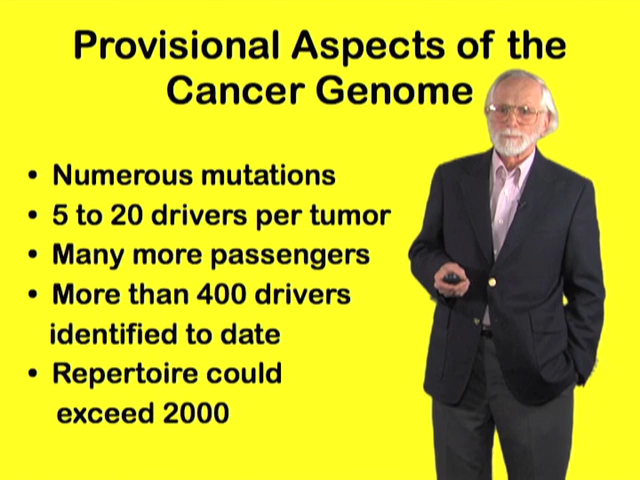 Provisional Aspects of the
Cancer Genome
• Numerous mutations
• 5 to 20 drivers per tumor
• Many more passengers
• More than 400 drivers
identified to date
• Repertoire could
exceed 2000